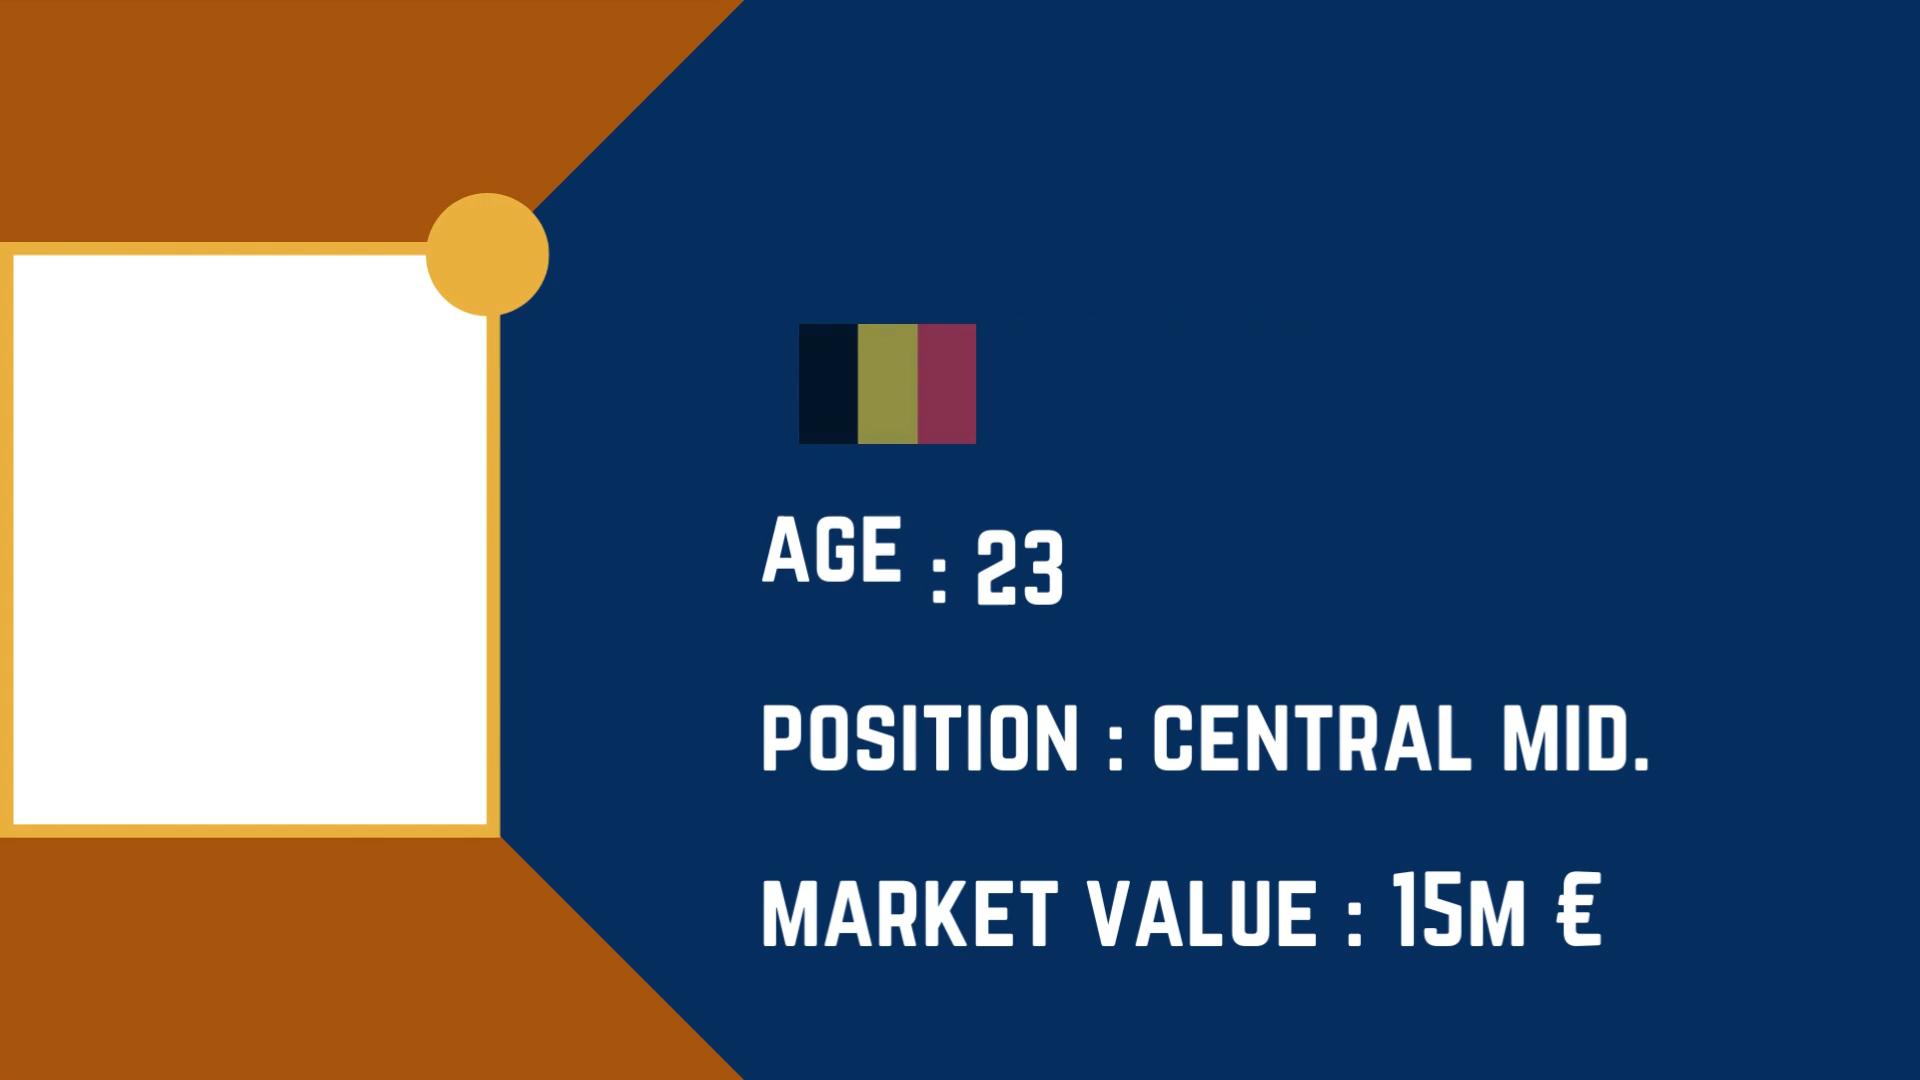 AGE : 23
POSITION : CENTRAL MID.
MARKET VALUE : 15M €